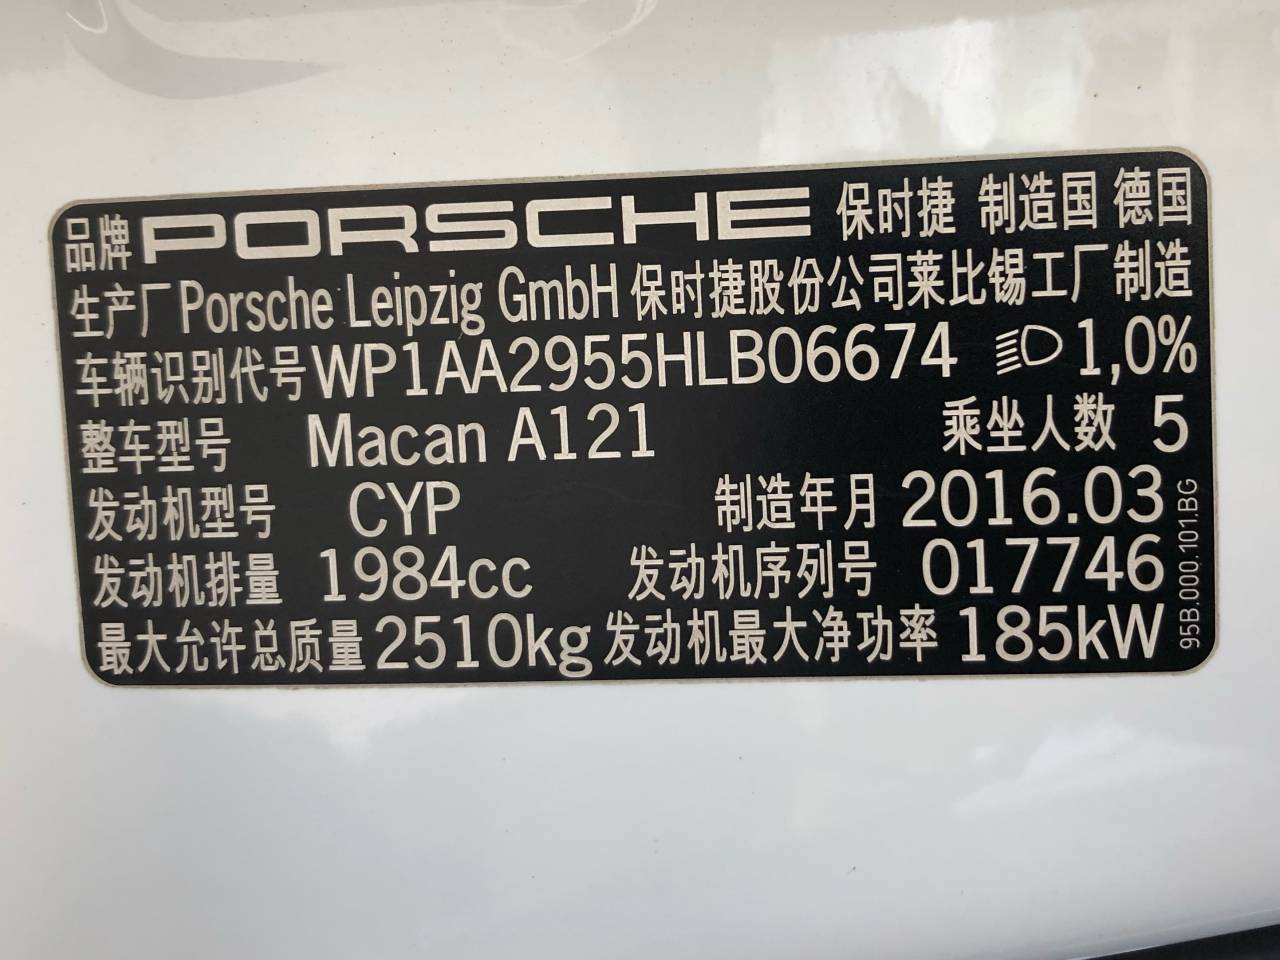 品牌 PORSCHE 保时捷 制造国 德国
生产厂 Porsche Leipzig GmbH 保时捷股份公司莱比锡工厂 制造
车辆识别代号 WP1AA2955HLB06674 1,0%
整车型号 Macan A121 乘坐人数 5
发动机型号 CYP 制造年月 2016.03
发动机排量 1984cc 发动机序列号 017746
最大允许总质量 2510kg 发动机最大净功率 185kW
95B.000.101.BG